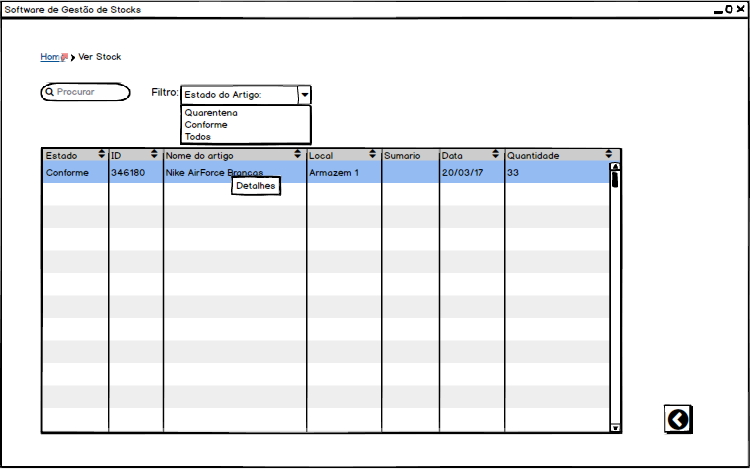 Software de Gestão de Stocks
Home > Ver Stock
Procurar Filtro: Estado do Artigo:
Quarentena
Conforme
Todos
Estado ID Nome do artigo Local Sumario Data Quantidade
Conforme 346180 Nike AirForce Brancas Armazem 1 20/03/17 33
Detalhes